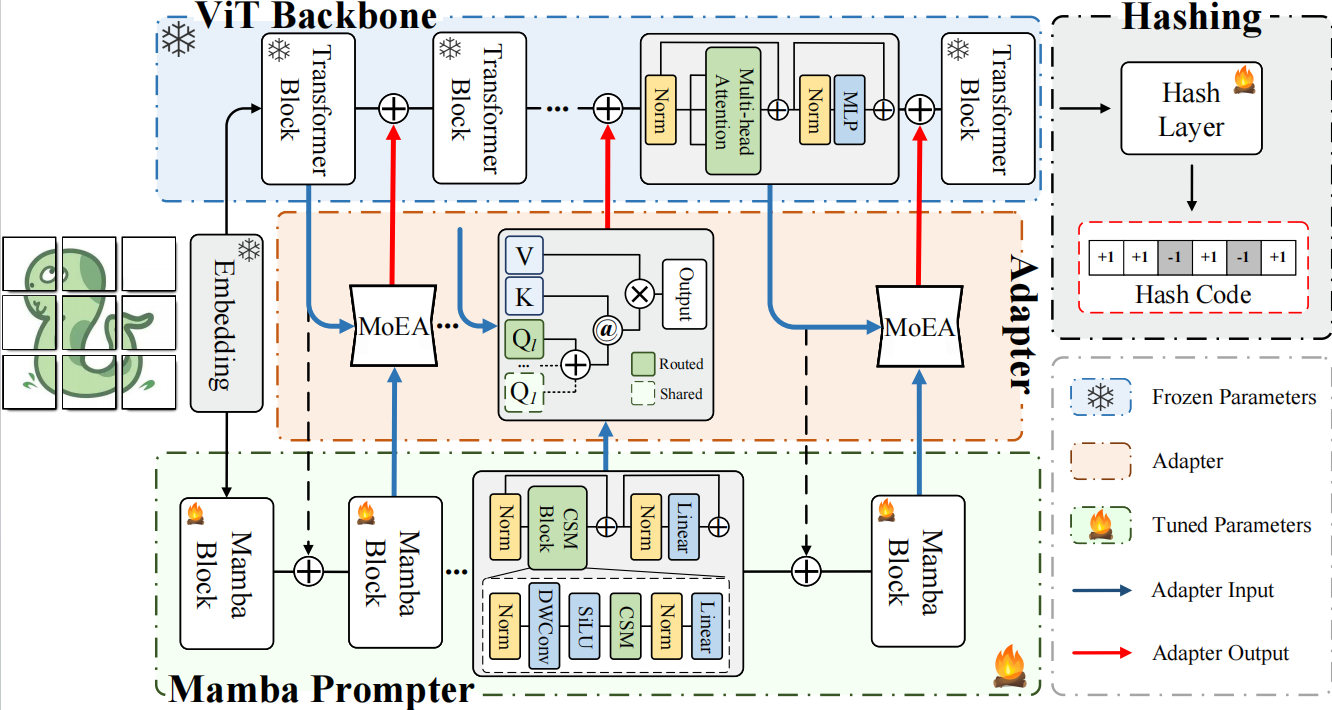 ViT Backbone
Hashing
Transformer
Block
Transformer
Block
...
Norm
Multi-head
Attention
Norm
MLP
Transformer
Block
Hash
Layer
+1 +1 -1 +1 -1 +1
Hash Code
Embedding
MoEA
...
V
K
Ql
...
Q1
@
Output
Routed
Shared
MoEA
Adapter
Mamba
Block
Mamba
Block
...
Norm
CSM
Block
Norm
Linear
Norm
DWConv
SiLU
CSM
Norm
Linear
Mamba
Block
Mamba Prompter
Frozen Parameters
Adapter
Tuned Parameters
Adapter Input
Adapter Output